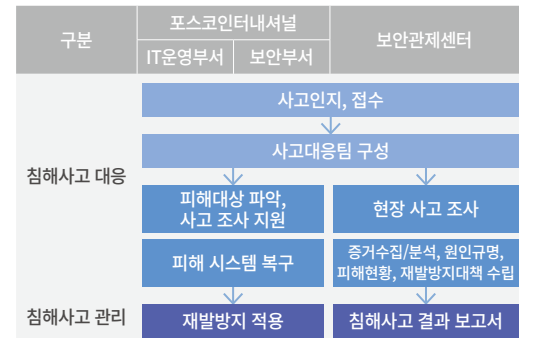 구분
포스코인터내셔널
IT운영부서
보안부서
보안관제센터
침해사고 대응
사고인지, 접수
사고대응팀 구성
피해대상 파악,
사고 조사 지원
현장 사고 조사
피해 시스템 복구
증거수집/분석, 원인규명,
피해현황, 재발방지대책 수립
침해사고 관리
재발방지 적용
침해사고 결과 보고서